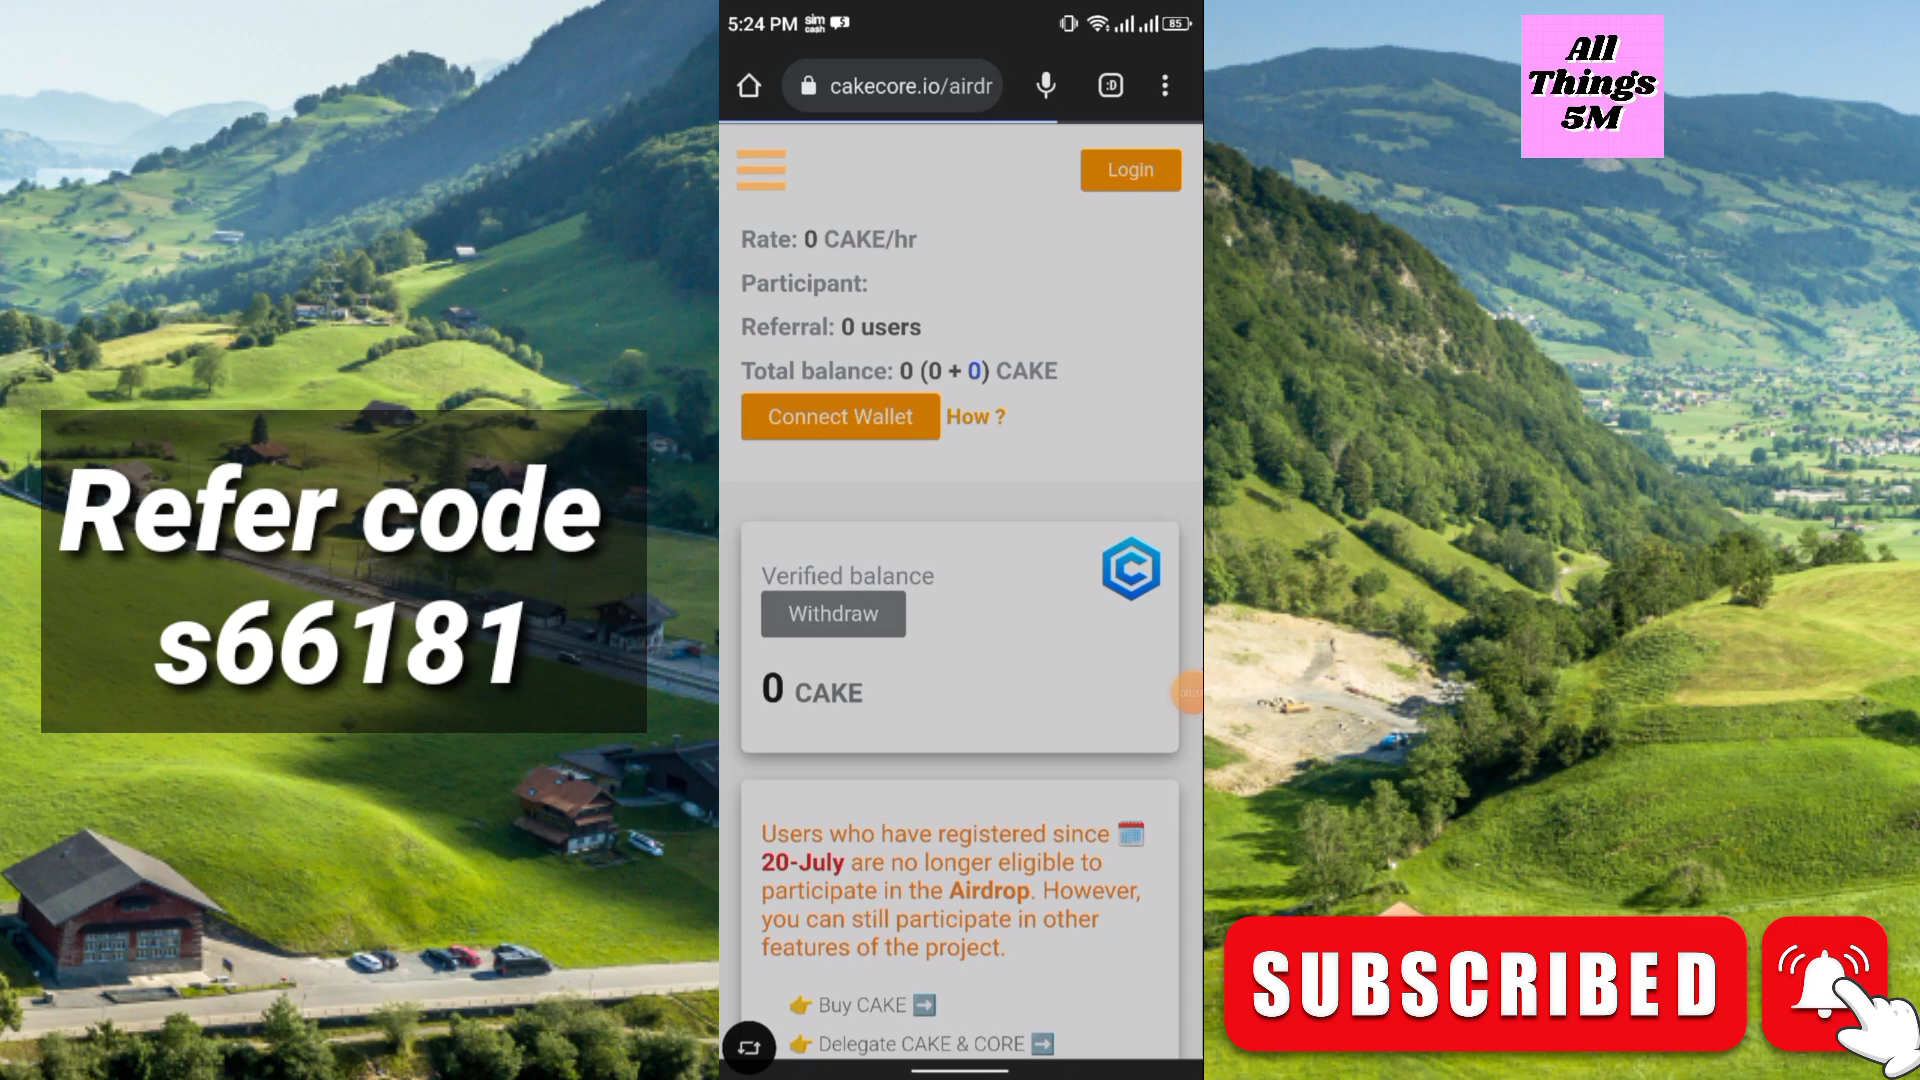 Refer code
s66181
5:24 PM
sim
cash
85
cakecore.io/airdr
:D
Login
Rate: 0 CAKE/hr
Participant:
Referral: 0 users
Total balance: 0 (0 + 0) CAKE
Connect Wallet How ?
Verified balance
Withdraw
0 CAKE
Users who have registered since
20-July are no longer eligible to
participate in the Airdrop. However,
you can still participate in other
features of the project.
Buy CAKE
Delegate CAKE & CORE
All
Things
5M
SUBSCRIBED